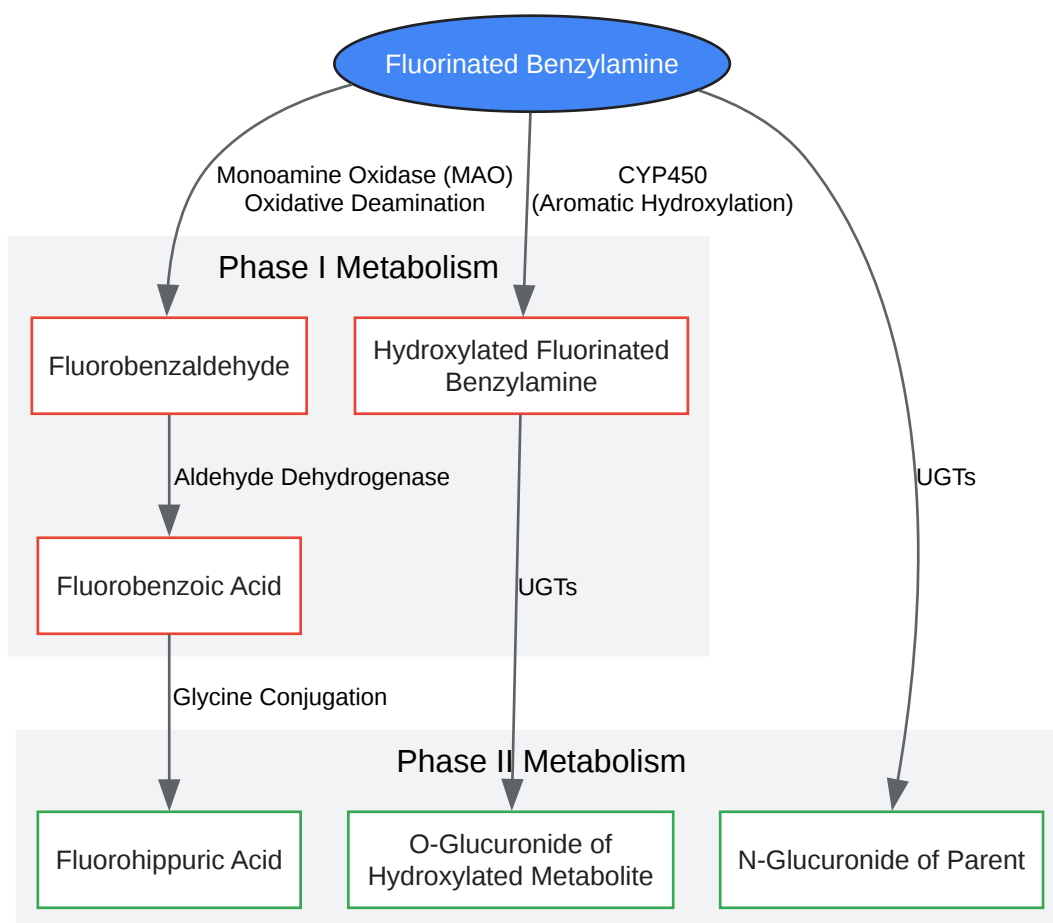 Fluorinated Benzylamine
Monoamine Oxidase (MAO)
Oxidative Deamination
CYP450
(Aromatic Hydroxylation)
Phase I Metabolism
Fluorobenzaldehyde
Hydroxylated Fluorinated
Benzylamine
Aldehyde Dehydrogenase
UGTs
Fluorobenzoic Acid
UGTs
Glycine Conjugation
Phase II Metabolism
Fluorohippuric Acid
O-Glucuronide of
Hydroxylated Metabolite
N-Glucuronide of Parent